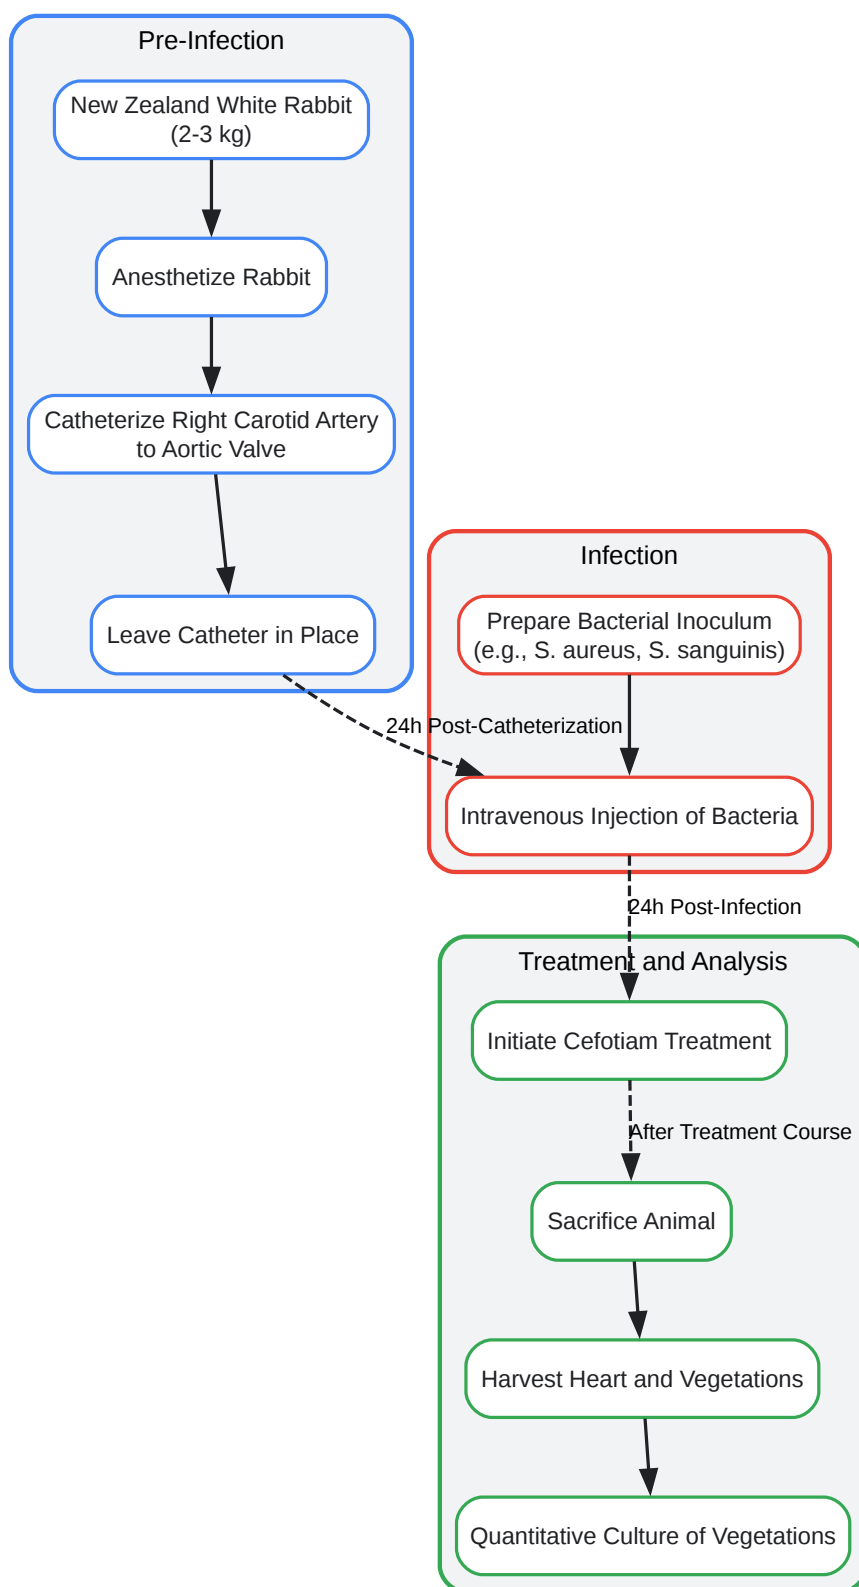 Pre-Infection
New Zealand White Rabbit
(2-3 kg)
Anesthetize Rabbit
Catheterize Right Carotid Artery
to Aortic Valve
Leave Catheter in Place
Infection
Prepare Bacterial Inoculum
(e.g., S. aureus, S. sanguinis)
24h Post-Catheterization
Intravenous Injection of Bacteria
24h Post-Infection
Treatment and Analysis
Initiate Cefotiam Treatment
After Treatment Course
Sacrifice Animal
Harvest Heart and Vegetations
Quantitative Culture of Vegetations